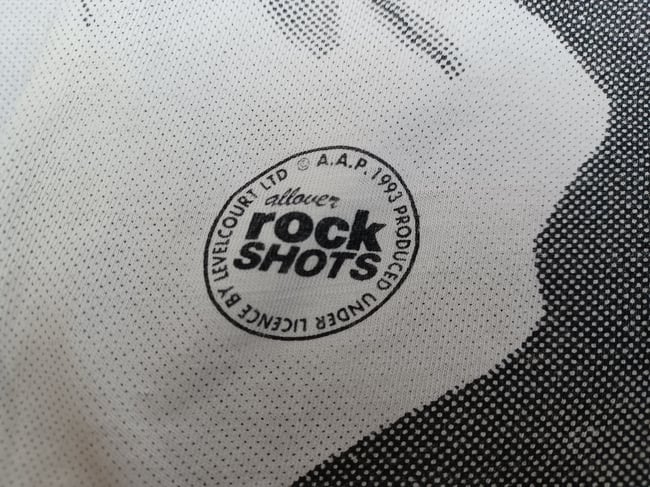 © A.A.P. 1993 PRODUCED UNDER LICENCE BY LEVELCOURT LTD
allover
rock
SHOTS